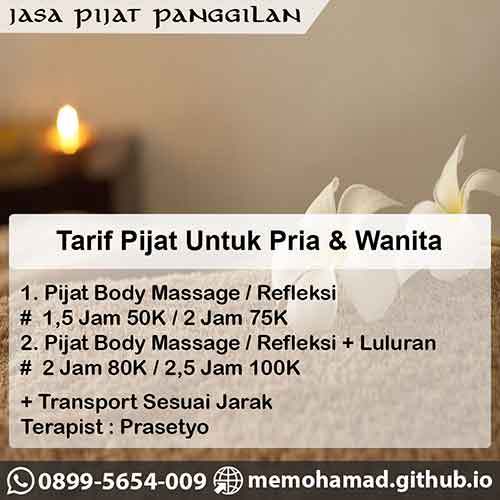 JASA PIJAT PANGGILAN
Tarif Pijat Untuk Pria & Wanita
1. Pijat Body Massage / Refleksi
# 1,5 Jam 50K / 2 Jam 75K
2. Pijat Body Massage / Refleksi + Luluran
# 2 Jam 80K / 2,5 Jam 100K
+ Transport Sesuai Jarak
Terapist : Prasetyo
0899-5654-009 memohamad.github.io